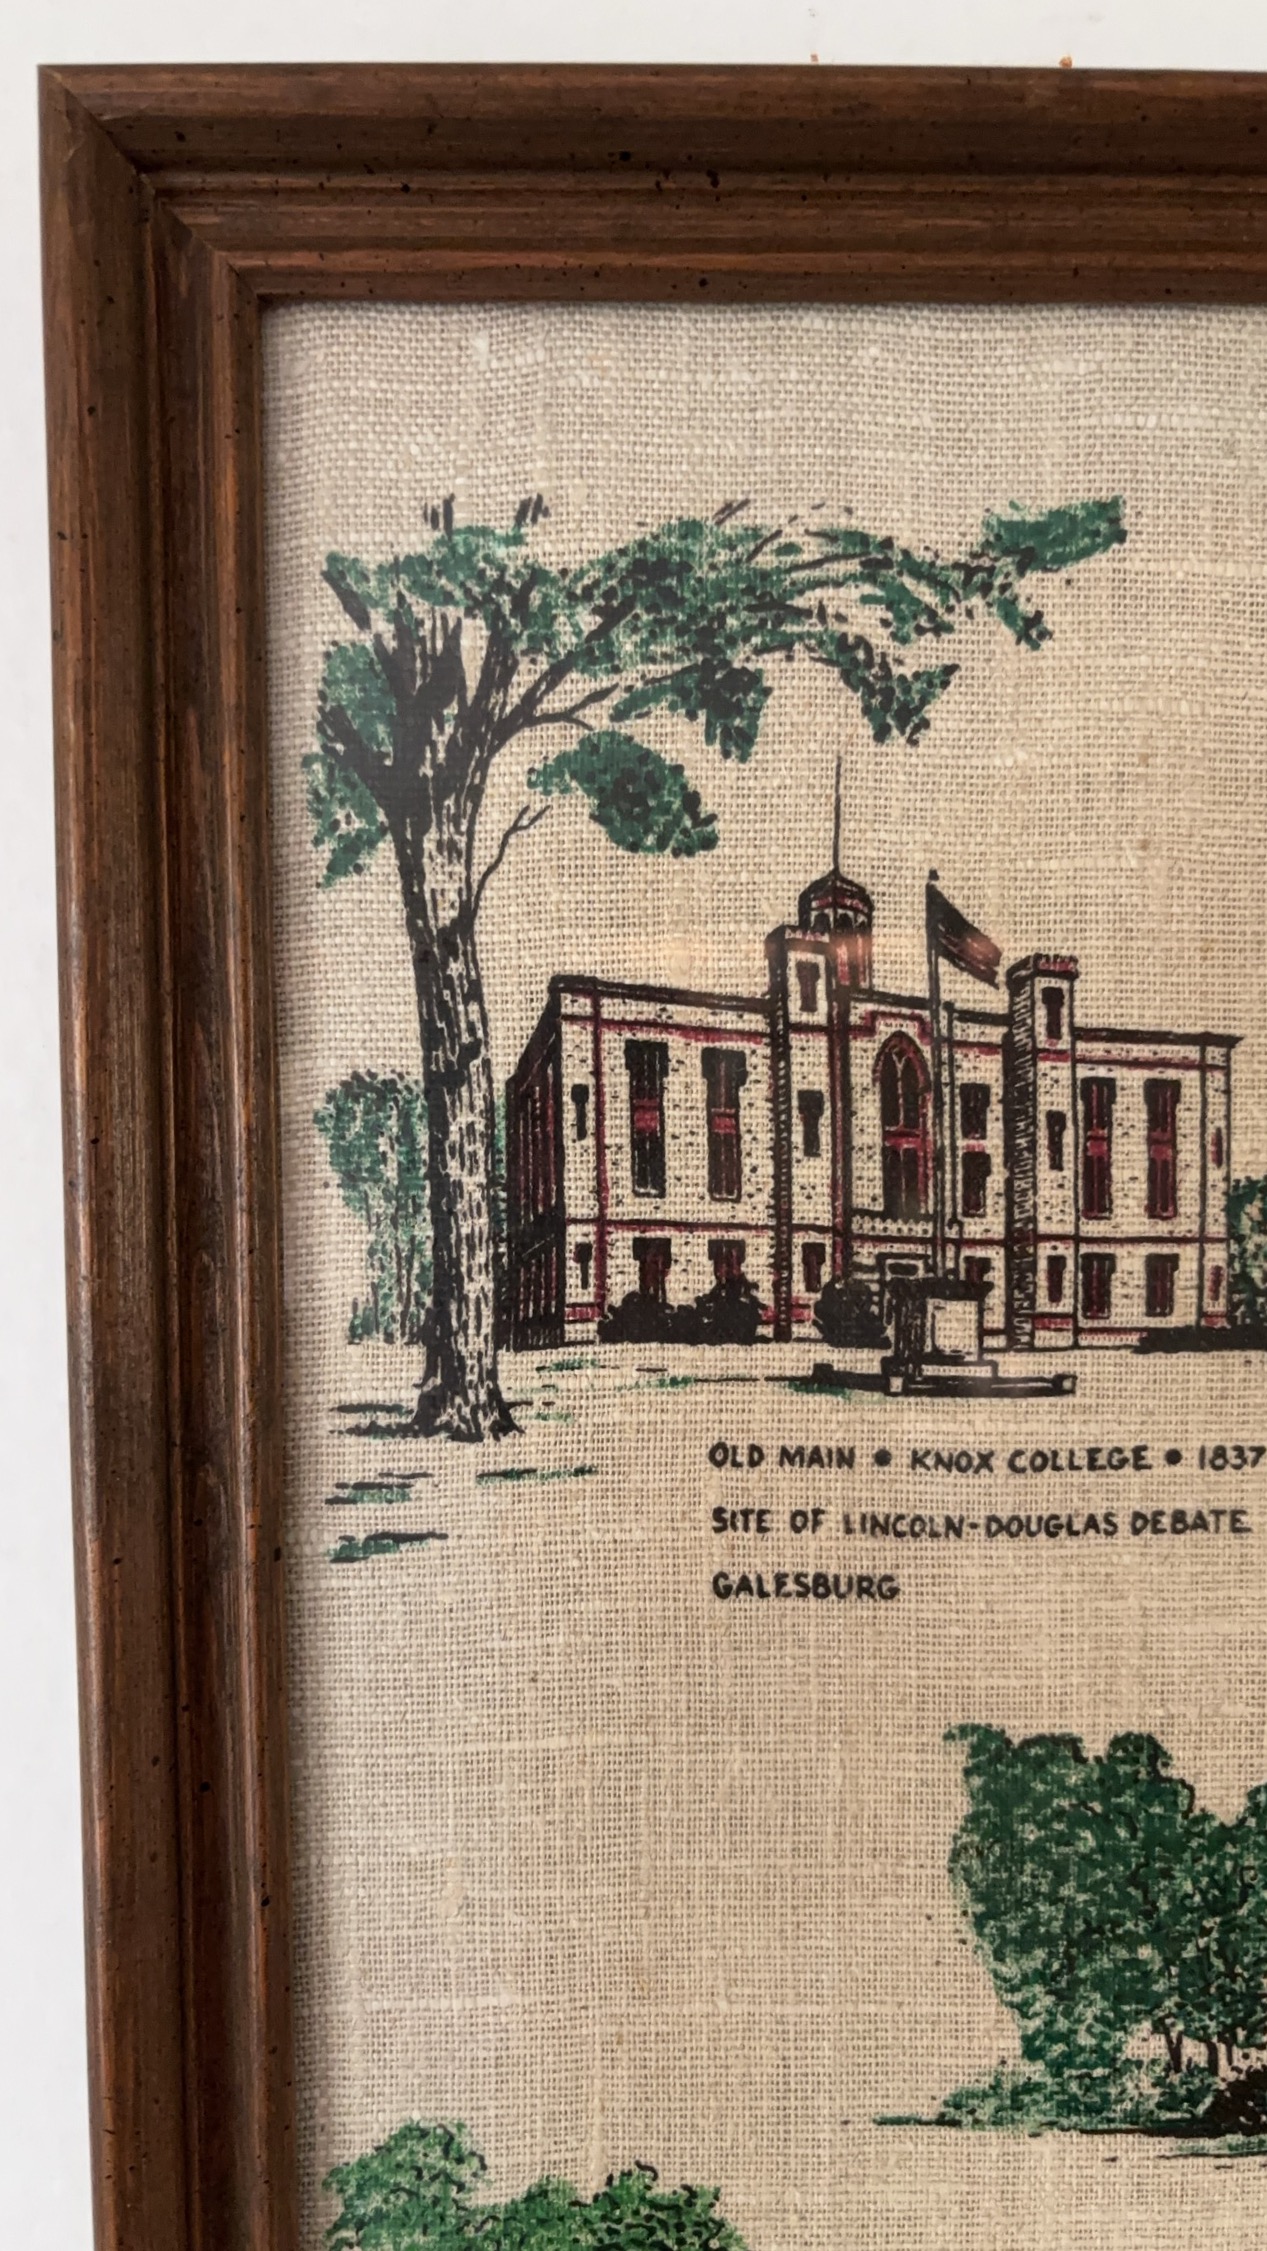 OLD MAIN • KNOX COLLEGE • 1837
SITE OF LINCOLN-DOUGLAS DEBATE
GALESBURG